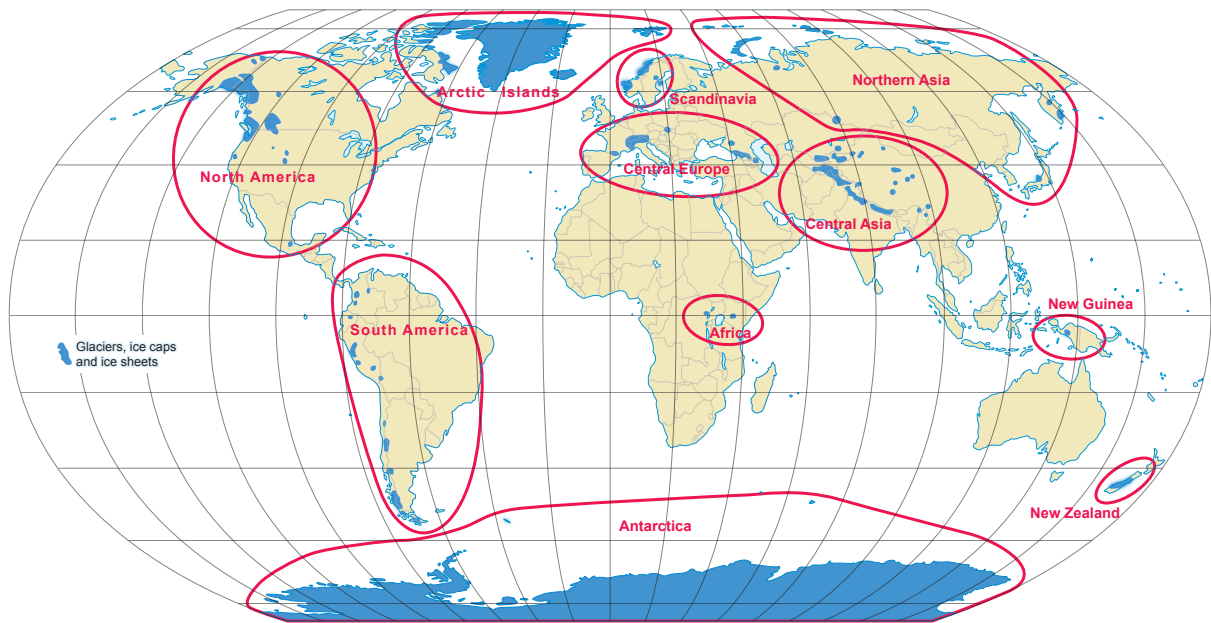 Arctic Islands
Northern Asia
Scandinavia
Central Europe
North America
Central Asia
New Guinea
South America
Africa
Glaciers, ice caps
and ice sheets
New Zealand
Antarctica